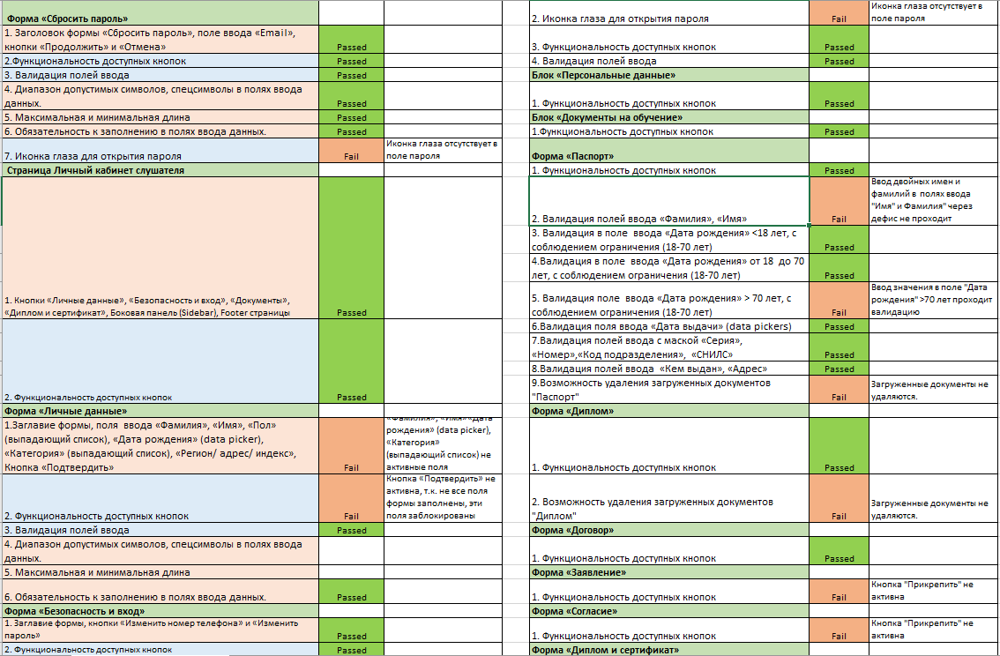 Форма «Сбросить пароль»
1. Заголовок формы «Сбросить пароль», поле ввода «Email»,
кнопки «Продолжить» и «Отмена»
Passed
2.Функциональность доступных кнопок
Passed
3. Валидация полей ввода
Passed
4. Диапазон допустимых символов, спецсимволы в полях ввода
данных.
Passed
5. Максимальная и минимальная длина
Passed
6. Обязательность к заполнению в полях ввода данных.
Passed
7. Иконка глаза для открытия пароля
Fail
Иконка глаза отсутствует в
поле пароля
Страница Личный кабинет слушателя
1. Кнопки «Личные данные», «Безопасность и вход», «Документы»,
«Диплом и сертификат», Боковая панель (Sidebar), Footer страницы
Passed
2. Функциональность доступных кнопок
Passed
Форма «Личные данные»
1.Заглавие формы, поля  ввода «Фамилия», «Имя», «Пол»
(выпадающий список), «Дата рождения» (data picker),
«Категория» (выпадающий список), «Регион/ адрес/ индекс»,
Кнопка «Подтвердить»
Fail
«Фамилия», «Имя» «Дата
рождения» (data picker),
«Категория»
(выпадающий список) не
активные поля
2. Функциональность доступных кнопок
Fail
Кнопка «Подтвердить» не
активна, т.к. не все поля
формы заполнены, эти
поля заблокированы
3. Валидация полей ввода
Passed
4. Диапазон допустимых символов, спецсимволы в полях ввода
данных.
5. Максимальная и минимальная длина
6. Обязательность к заполнению в полях ввода данных.
Passed
Форма «Безопасность и вход»
1. Заглавие формы, кнопки «Изменить номер телефона» и «Изменить
пароль»
Passed
2. Функциональность доступных кнопок
Passed
2. Иконка глаза для открытия пароля
Fail
Иконка глаза отсутствует в
поле пароля
3. Функциональность доступных кнопок
Passed
4. Валидация полей ввода
Passed
Блок «Персональные данные»
1. Функциональность доступных кнопок
Passed
Блок «Документы на обучение»
1.Функциональность доступных кнопок
Passed
Форма «Паспорт»
1. Функциональность доступных кнопок
Passed
2. Валидация полей ввода «Фамилия», «Имя»
Fail
Ввод двойных имен и
фамилий в  полях ввода
"Имя" и Фамилия" через
дефис не проходит
3. Валидация в поле  ввода «Дата рождения» <18 лет, с
соблюдением ограничения (18-70 лет)
Passed
4.Валидация в поле  ввода «Дата рождения» от 18  до 70
лет, с соблюдением ограничения (18-70 лет)
Passed
5. Валидация поле  ввода «Дата рождения» > 70 лет, с
соблюдением ограничения (18-70 лет)
Fail
Ввод значения в поле "Дата
рождения" >70 лет проходит
валидацию
6.Валидация поля ввода «Дата выдачи» (data pickers)
Passed
7.Валидация полей ввода с маской «Серия»,
«Номер»,«Код подразделения»,  «СНИЛС»
Passed
8.Валидация полей ввода  «Кем выдан», «Адрес»
Passed
9.Возможность удаления загруженных документов
"Паспорт"
Fail
Загруженные документы не
удаляются.
Форма «Диплом»
1. Функциональность доступных кнопок
Passed
2. Возможность удаления загруженных документов
"Диплом"
Fail
Загруженные документы не
удаляются.
Форма «Договор»
1. Функциональность доступных кнопок
Passed
Форма «Заявление»
1. Функциональность доступных кнопок
Fail
Кнопка "Прикрепить" не
активна
Форма «Согласие»
1. Функциональность доступных кнопок
Fail
Кнопка "Прикрепить" не
активна
Форма «Диплом и сертификат»